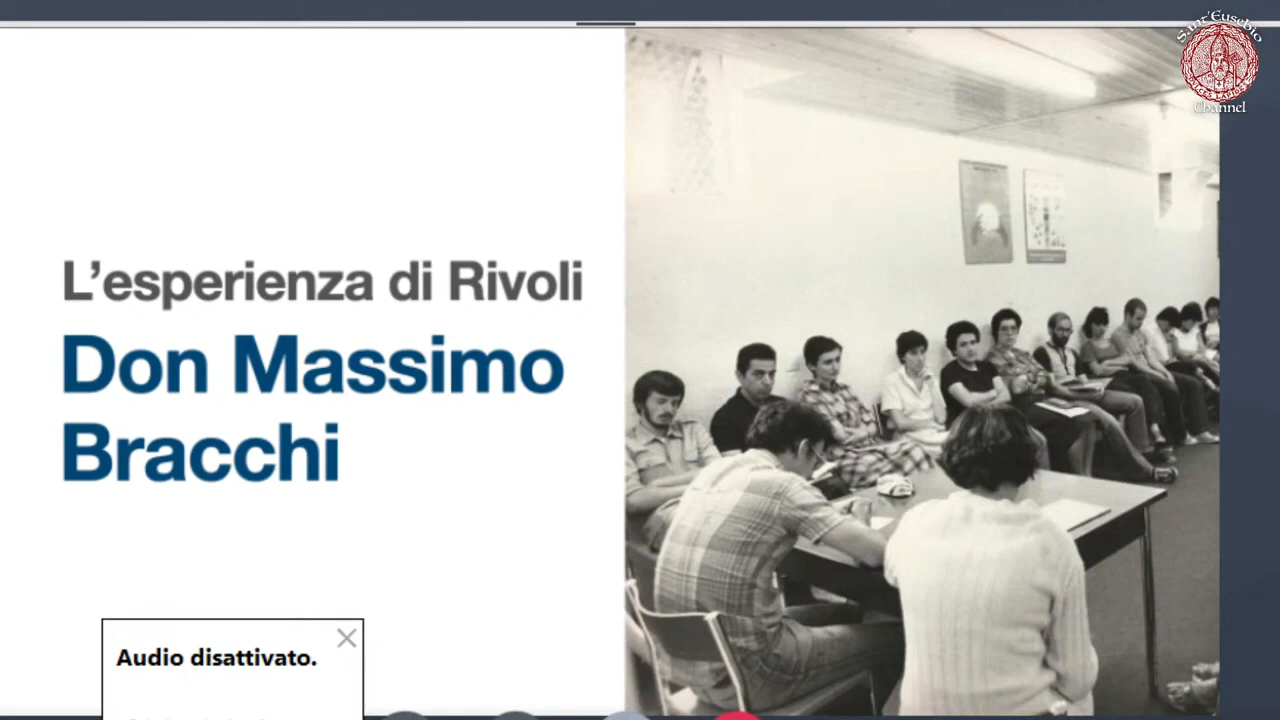 Sant'Eusebio
Channel
L'esperienza di Rivoli
Don Massimo
Bracchi
Audio disattivato.